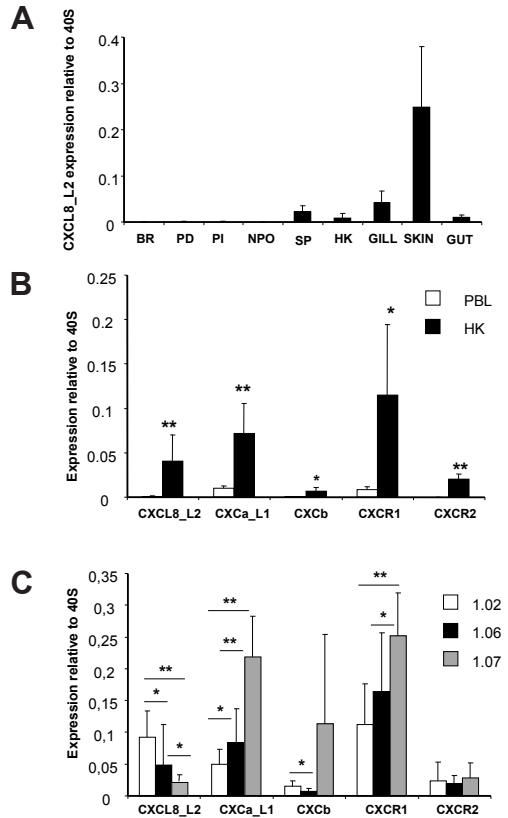 A
CXCL8_L2 expression relative to 40S
0.4
0.3
0.2
0.1
0
BR PD PI NPO SP HK GILL SKIN GUT
B
Expression relative to 40S
0.25
0.2
0.15
0.1
0.05
0
** ** * * **
PBL
HK
CXCL8_L2 CXCa_L1 CXCb CXCR1 CXCR2
C
Expression relative to 40S
0,35
0,3
0,25
0,2
0,15
0,1
0,05
0
** * *
** ** *
*
** *
1.02
1.06
1.07
CXCL8_L2 CXCa_L1 CXCb CXCR1 CXCR2